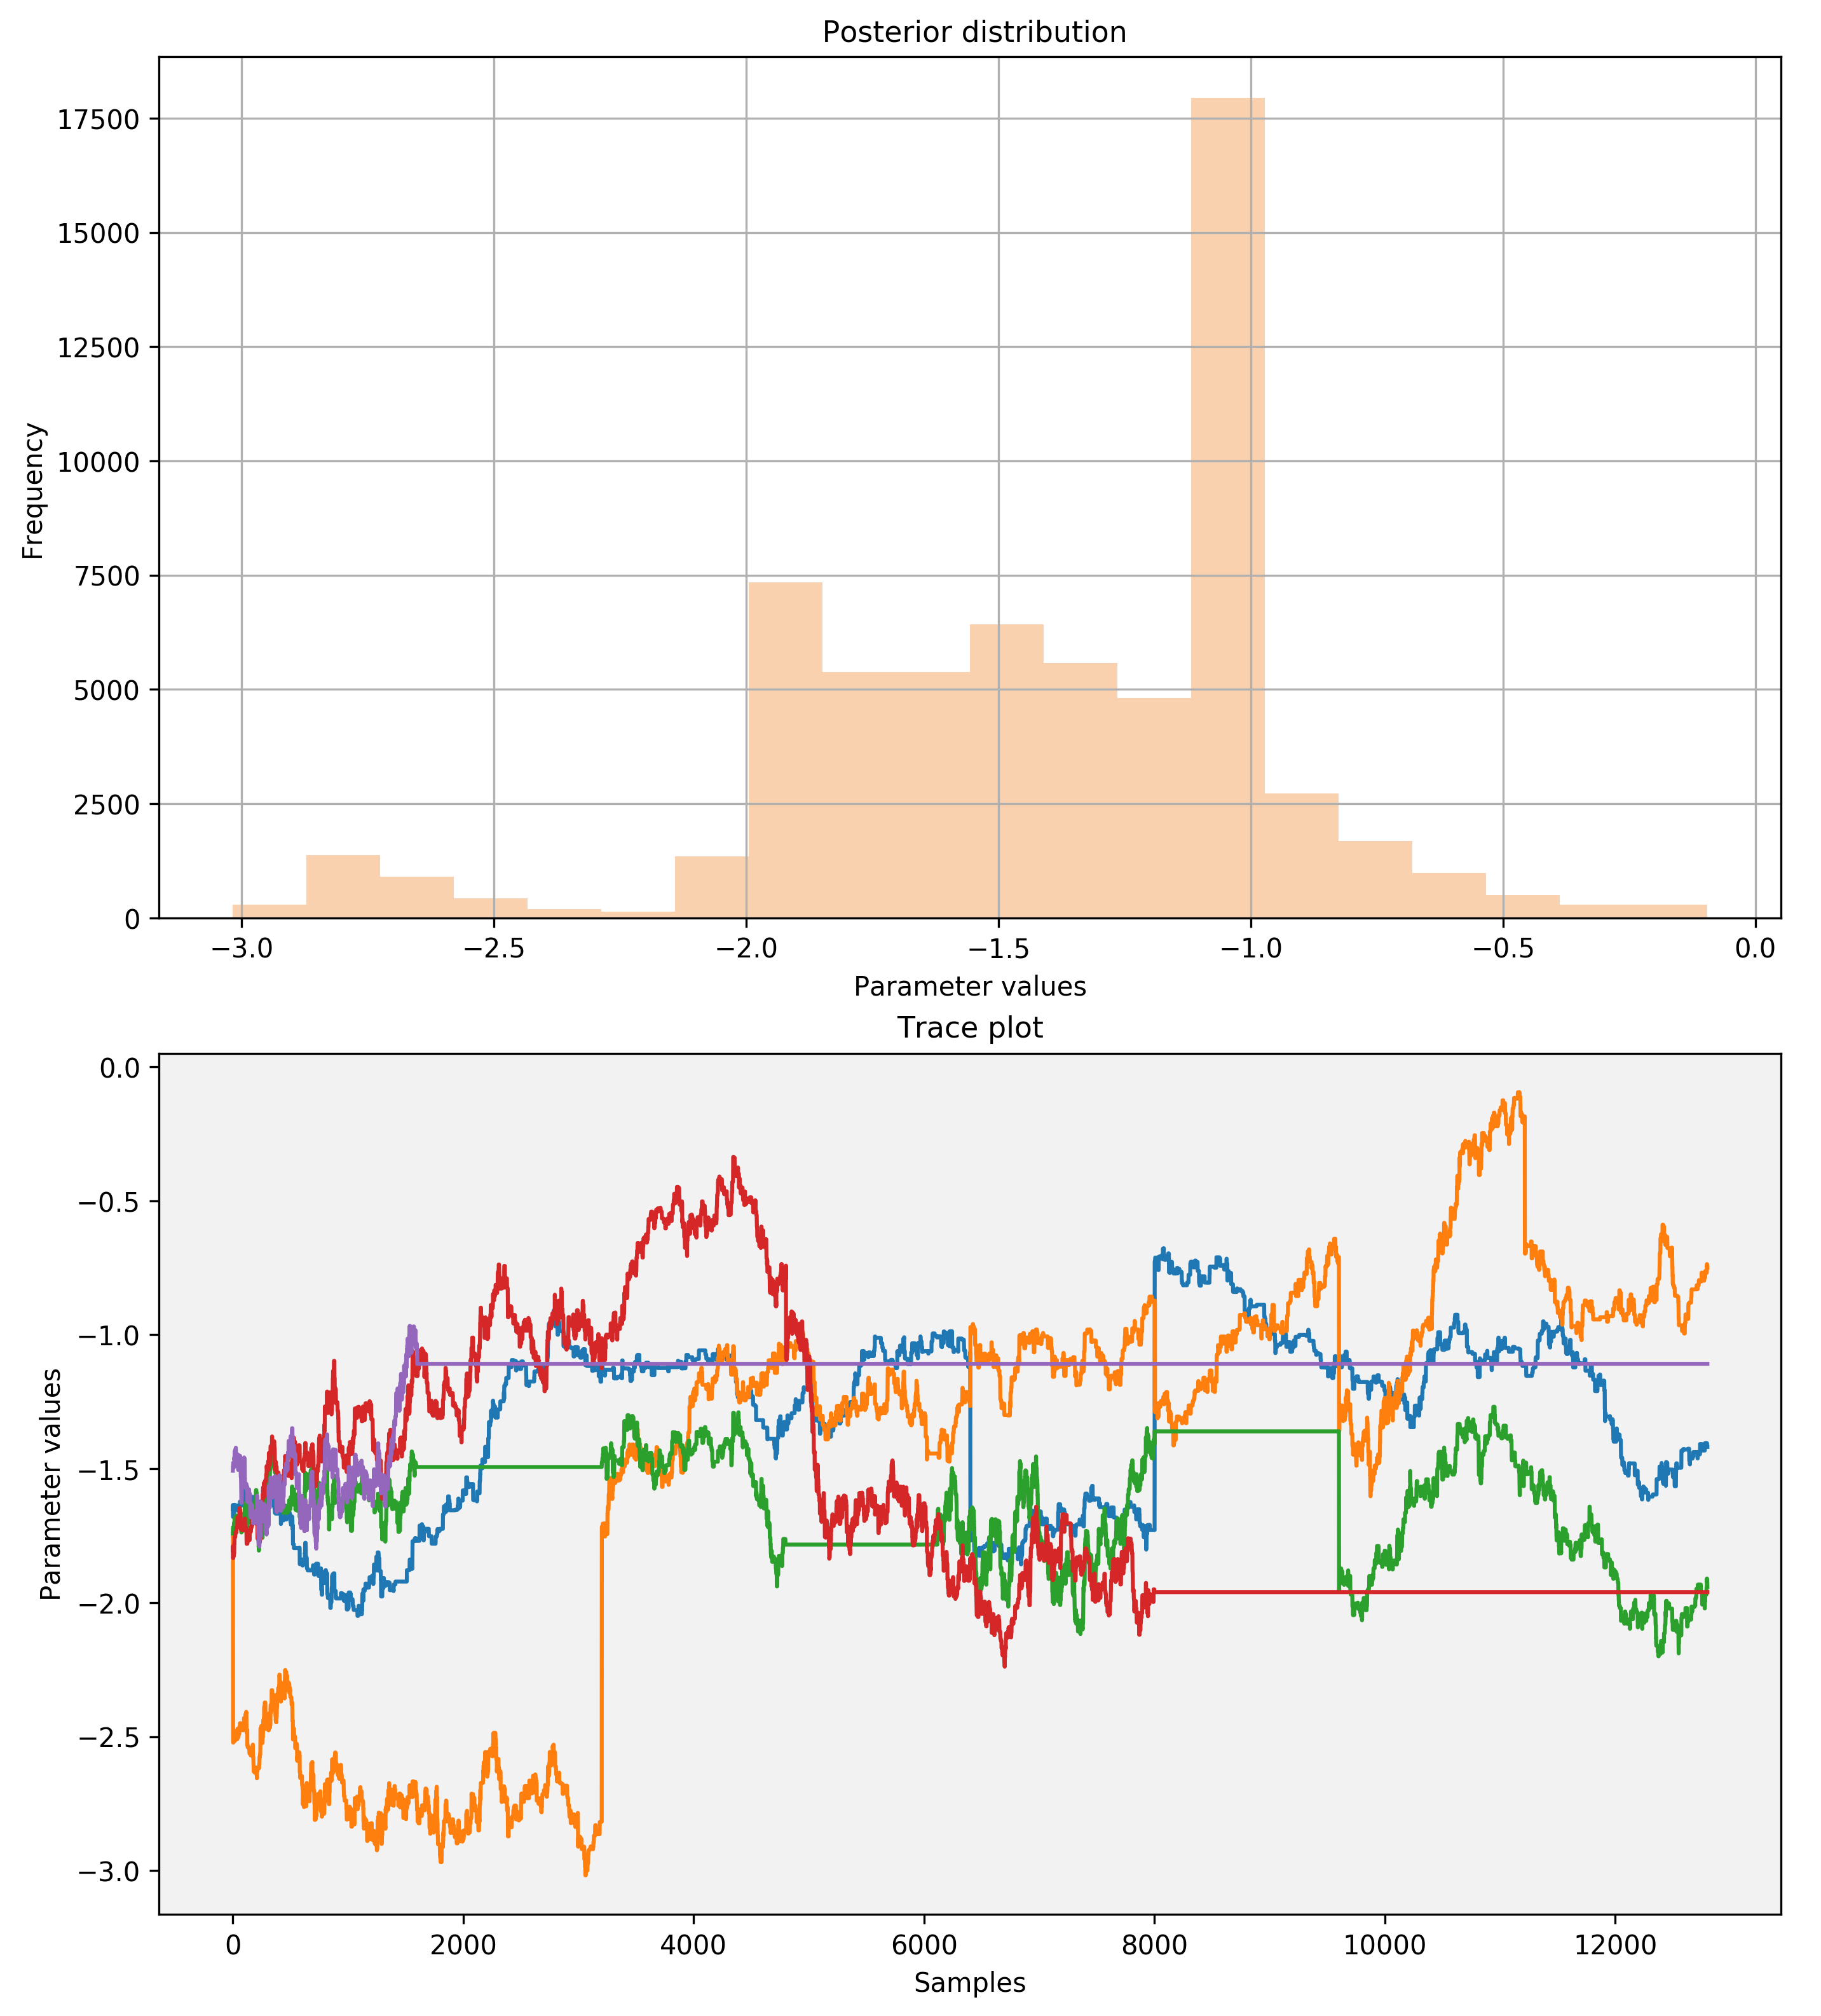 Posterior distribution
17500
15000
12500
10000
7500
5000
2500
0
Frequency
−3.0 −2.5 −2.0 −1.5 −1.0 −0.5 0.0
Parameter values
Trace plot
0.0
−0.5
−1.0
−1.5
−2.0
−2.5
−3.0
Parameter values
0 2000 4000 6000 8000 10000 12000
Samples